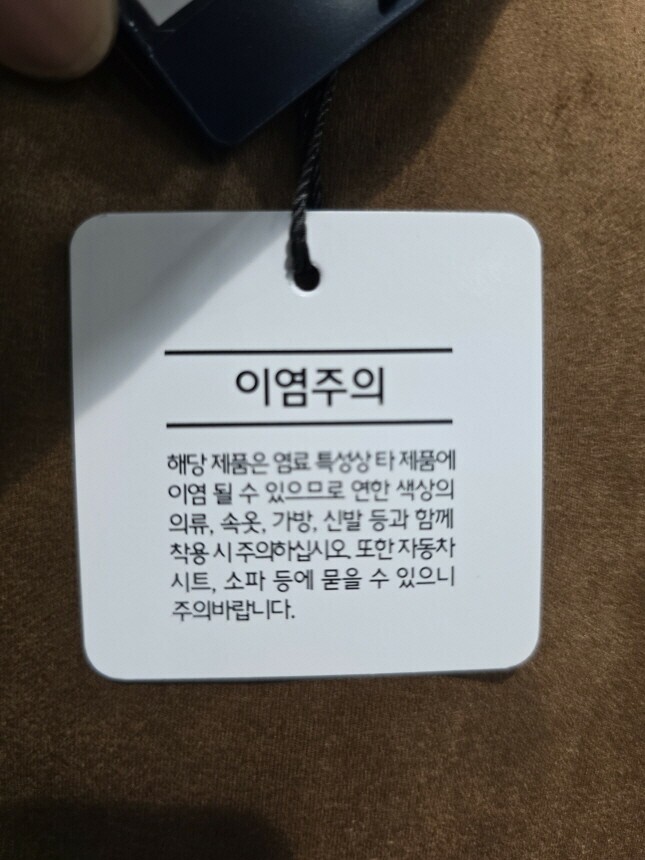 이염주의
해당 제품은 염료 특성상 타 제품에
이염 될 수 있으므로 연한 색상의
의류, 속옷, 가방, 신발 등과 함께
착용 시 주의하십시오. 또한 자동차
시트, 소파 등에 묻을 수 있으니
주의바랍니다.